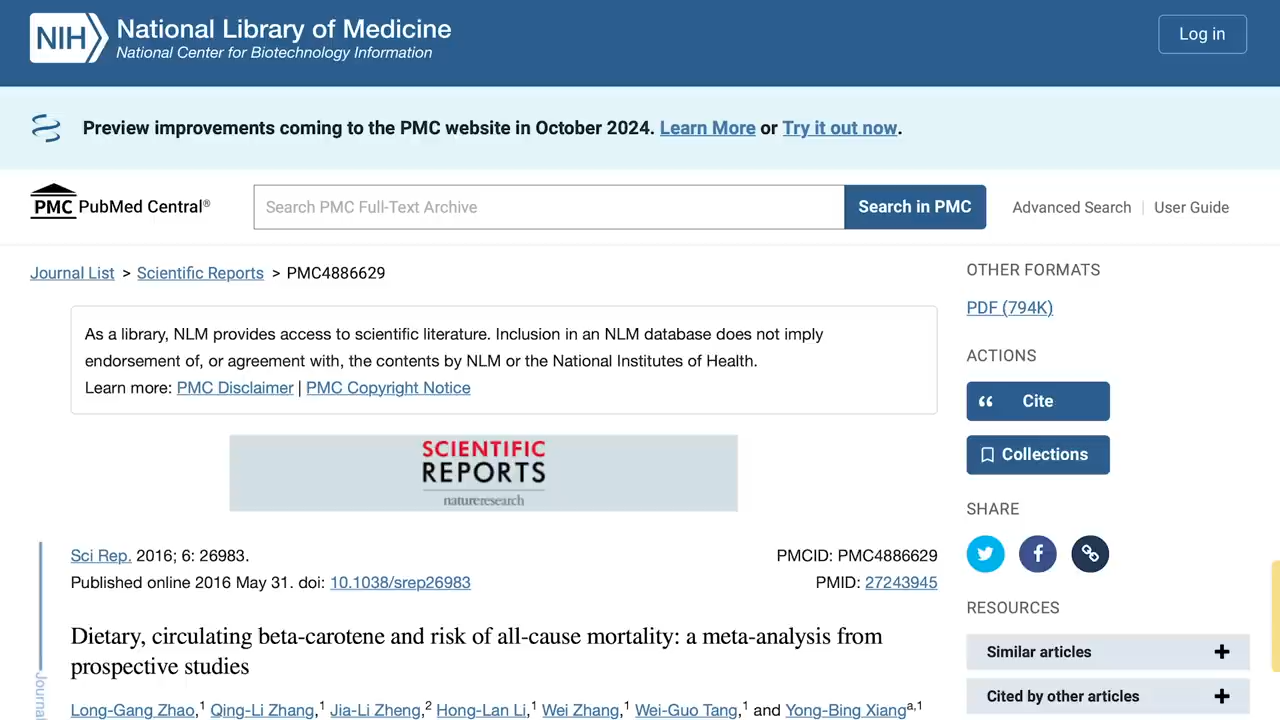 NIH National Library of Medicine
National Center for Biotechnology Information
Log in
Preview improvements coming to the PMC website in October 2024. Learn More or Try it out now.
PMC PubMed Central®
Search PMC Full-Text Archive
Search in PMC
Advanced Search | User Guide
Journal List > Scientific Reports > PMC4886629
As a library, NLM provides access to scientific literature. Inclusion in an NLM database does not imply
endorsement of, or agreement with, the contents by NLM or the National Institutes of Health.
Learn more: PMC Disclaimer | PMC Copyright Notice
SCIENTIFIC
REPORTS
natureresearch
Sci Rep. 2016; 6: 26983.
PMCID: PMC4886629
Published online 2016 May 31. doi: 10.1038/srep26983
PMID: 27243945
Dietary, circulating beta-carotene and risk of all-cause mortality: a meta-analysis from
prospective studies
Long-Gang Zhao,1 Qing-Li Zhang,1 Jia-Li Zheng,2 Hong-Lan Li,1 Wei Zhang,1 Wei-Guo Tang,1 and Yong-Bing Xianga,1
Journal
OTHER FORMATS
PDF (794K)
ACTIONS
Cite
Collections
SHARE
RESOURCES
Similar articles
Cited by other articles